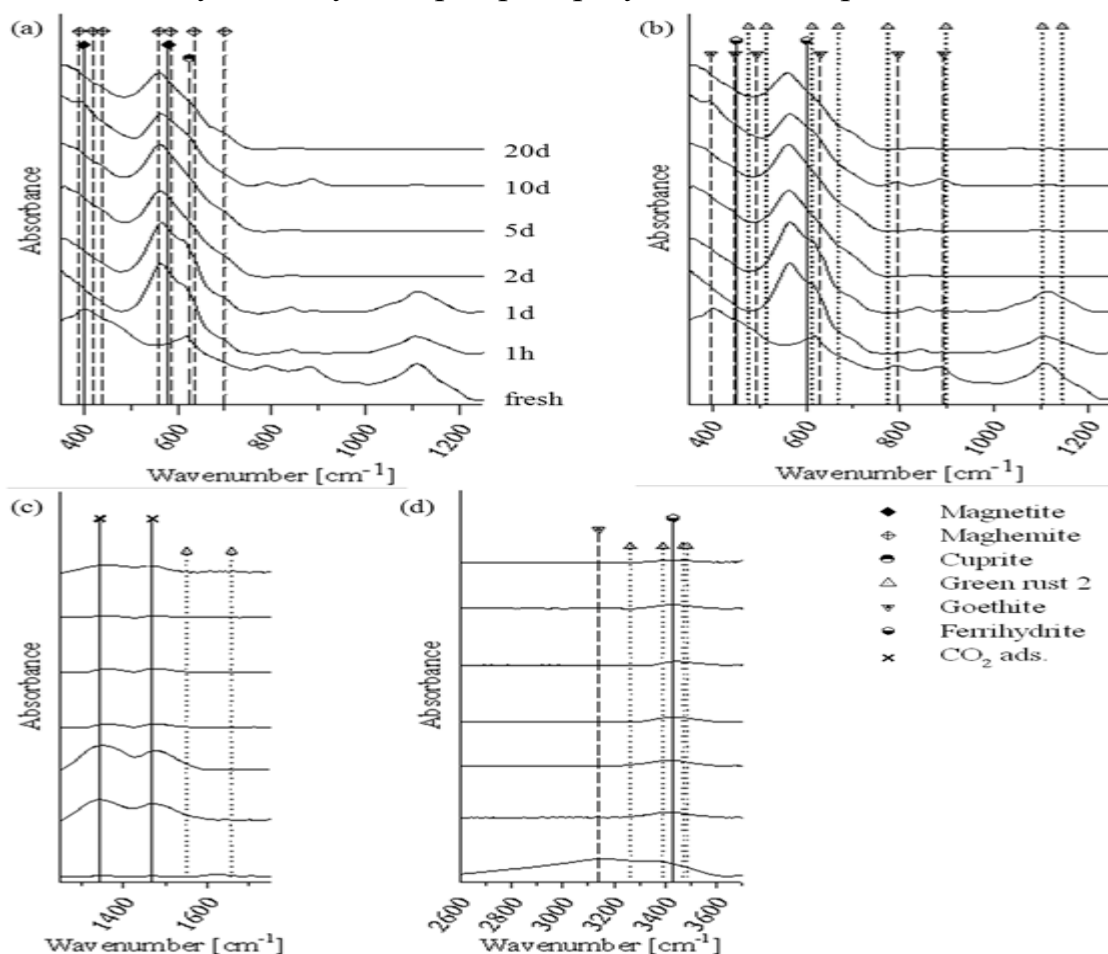 (a)
Absorbance
20d
10d
5d
2d
1d
1h
fresh
400
600
800
1000
1200
Wavenumber [cm⁻¹]
(b)
Absorbance
400
600
800
1000
1200
Wavenumber [cm⁻¹]
(c)
Absorbance
1400
1600
Wavenumber [cm⁻¹]
(d)
Absorbance
2600
2800
3000
3200
3400
3600
Wavenumber [cm⁻¹]
Magnetite
Maghemite
Cuprite
Green rust 2
Goethite
Ferrihydrite
CO₂ ads.